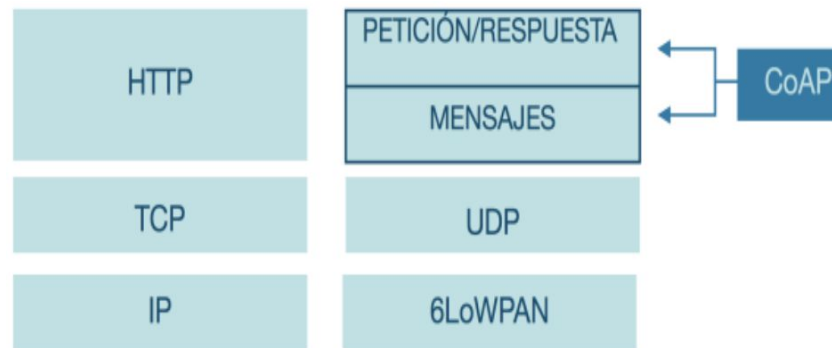 HTTP
PETICIÓN/RESPUESTA
MENSAJES
CoAP
TCP
UDP
IP
6LoWPAN